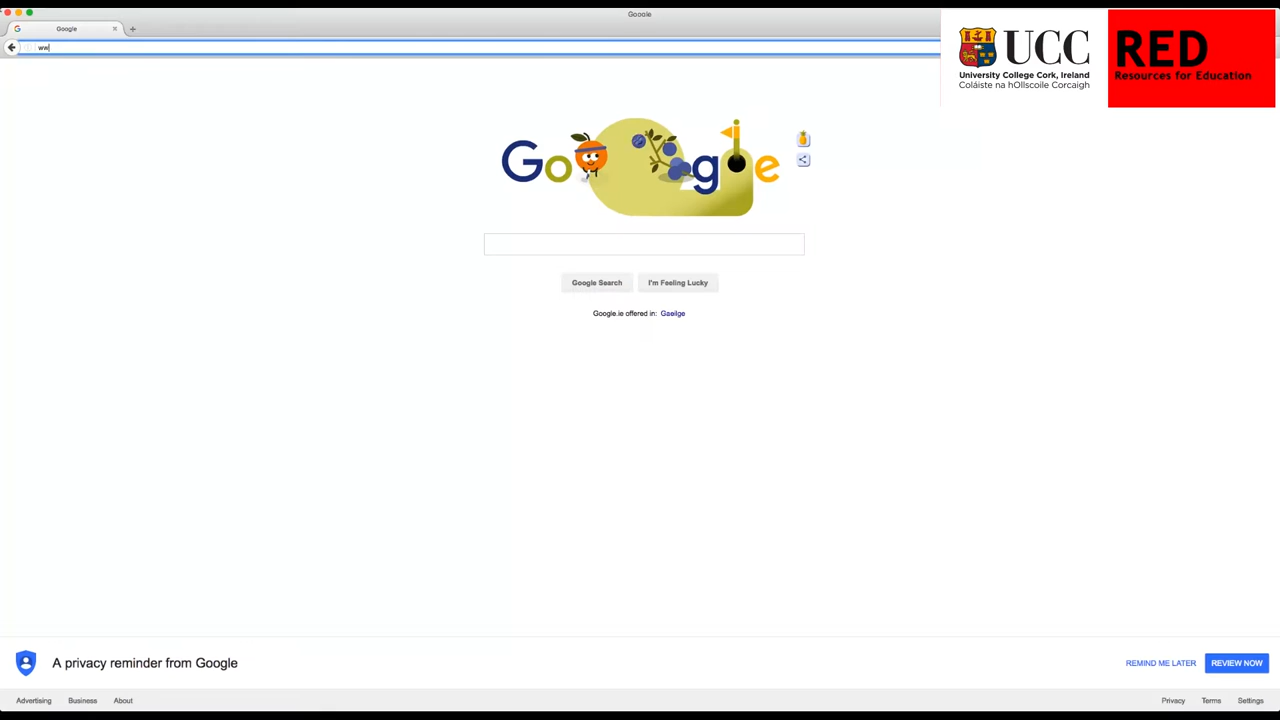 Google
Google
ww
UCC
University College Cork, Ireland
Coláiste na hOllscoile Corcaigh
RED
Resources for Education
Google
Google Search
I'm Feeling Lucky
Google.ie offered in: Gaeilge
A privacy reminder from Google
REMIND ME LATER
REVIEW NOW
Advertising
Business
About
Privacy
Terms
Settings